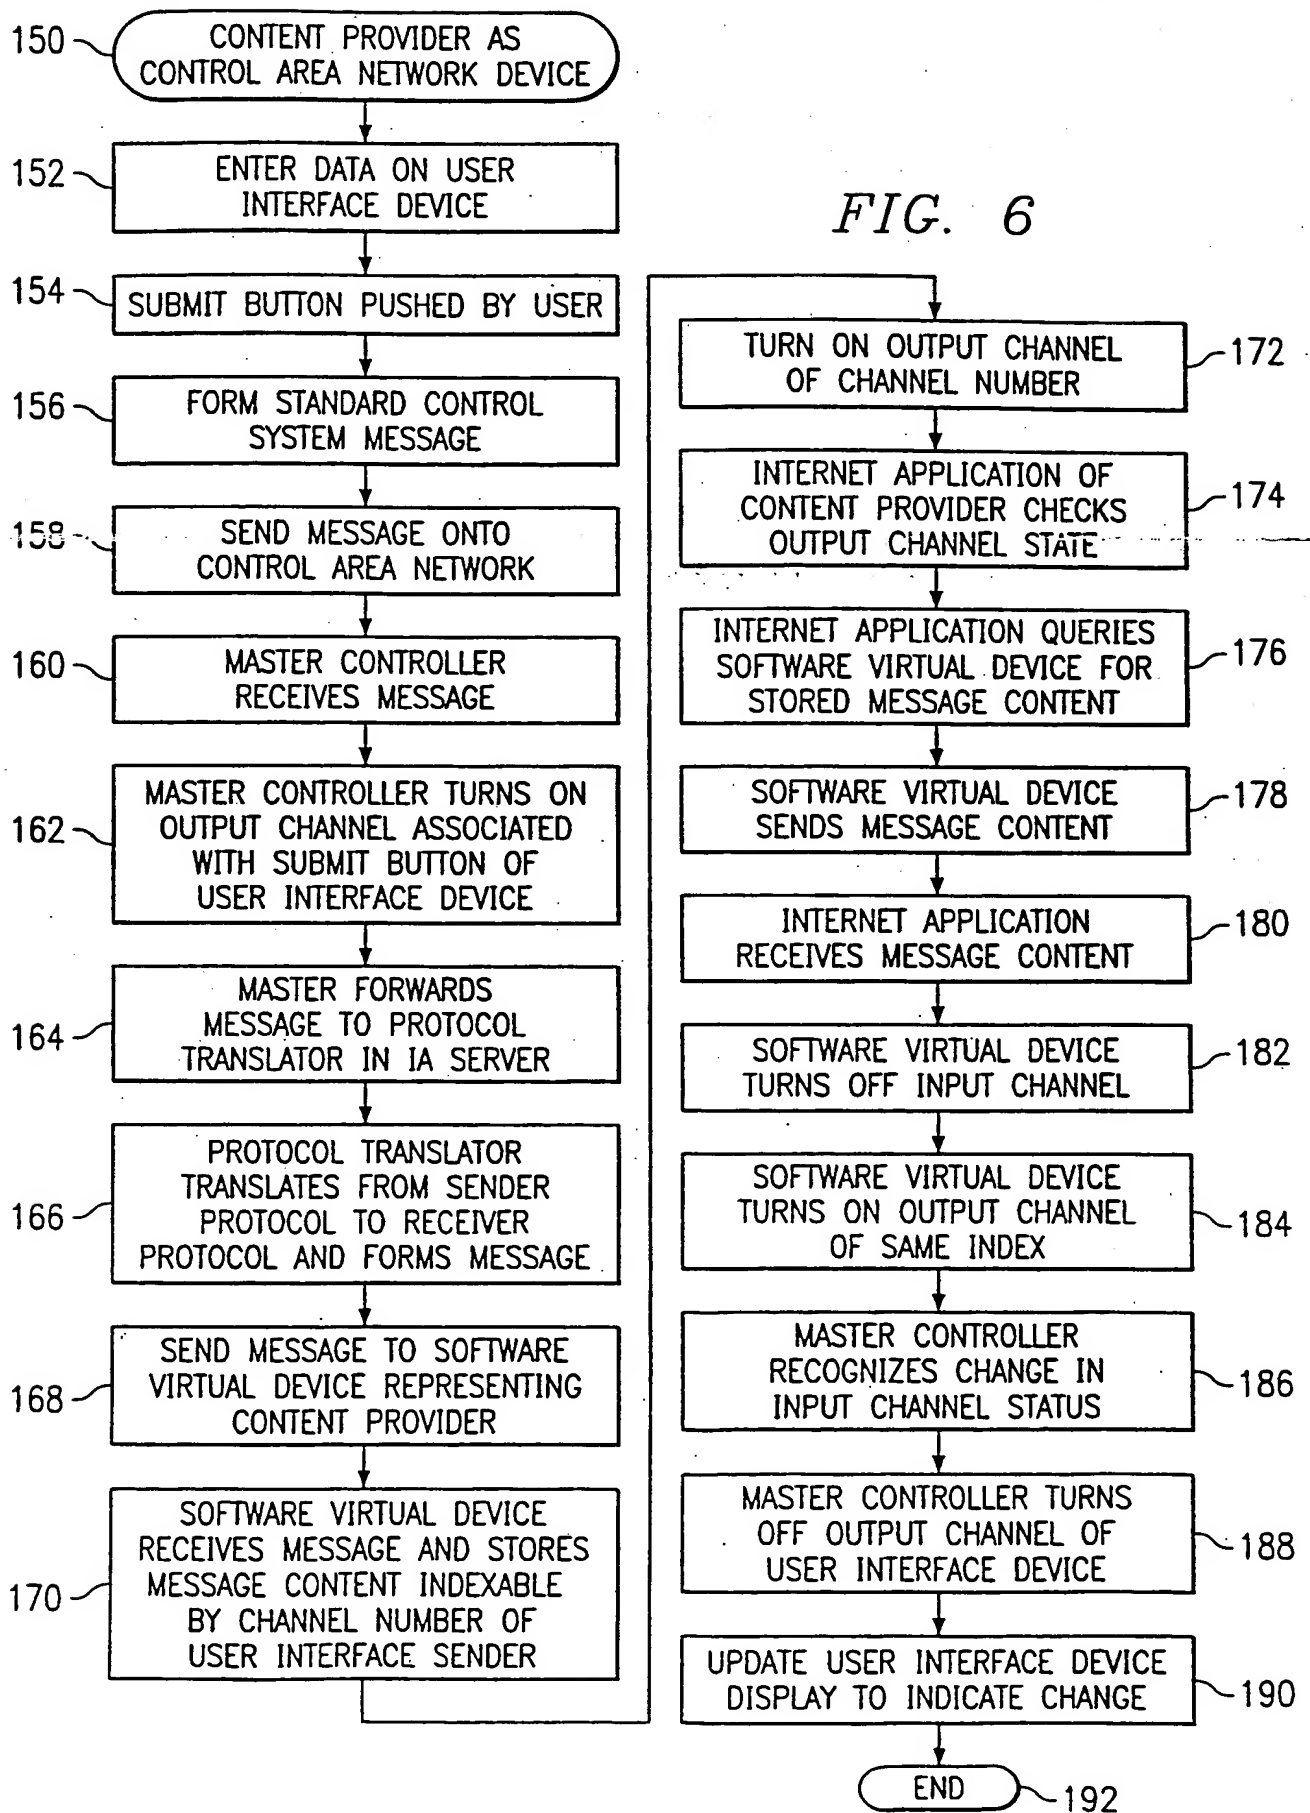 150
CONTENT PROVIDER AS
CONTROL AREA NETWORK DEVICE
152
ENTER DATA ON USER
INTERFACE DEVICE
154
SUBMIT BUTTON PUSHED BY USER
156
FORM STANDARD CONTROL
SYSTEM MESSAGE
158
SEND MESSAGE ONTO
CONTROL AREA NETWORK
160
MASTER CONTROLLER
RECEIVES MESSAGE
162
MASTER CONTROLLER TURNS ON
OUTPUT CHANNEL ASSOCIATED
WITH SUBMIT BUTTON OF
USER INTERFACE DEVICE
164
MASTER FORWARDS
MESSAGE TO PROTOCOL
TRANSLATOR IN IA SERVER
166
PROTOCOL TRANSLATOR
TRANSLATES FROM SENDER
PROTOCOL TO RECEIVER
PROTOCOL AND FORMS MESSAGE
168
SEND MESSAGE TO SOFTWARE
VIRTUAL DEVICE REPRESENTING
CONTENT PROVIDER
170
SOFTWARE VIRTUAL DEVICE
RECEIVES MESSAGE AND STORES
MESSAGE CONTENT INDEXABLE
BY CHANNEL NUMBER OF
USER INTERFACE SENDER
FIG. 6
TURN ON OUTPUT CHANNEL
OF CHANNEL NUMBER
172
INTERNET APPLICATION OF
CONTENT PROVIDER CHECKS
OUTPUT CHANNEL STATE
174
INTERNET APPLICATION QUERIES
SOFTWARE VIRTUAL DEVICE FOR
STORED MESSAGE CONTENT
176
SOFTWARE VIRTUAL DEVICE
SENDS MESSAGE CONTENT
178
INTERNET APPLICATION
RECEIVES MESSAGE CONTENT
180
SOFTWARE VIRTUAL DEVICE
TURNS OFF INPUT CHANNEL
182
SOFTWARE VIRTUAL DEVICE
TURNS ON OUTPUT CHANNEL
OF SAME INDEX
184
MASTER CONTROLLER
RECOGNIZES CHANGE IN
INPUT CHANNEL STATUS
186
MASTER CONTROLLER TURNS
OFF OUTPUT CHANNEL OF
USER INTERFACE DEVICE
188
UPDATE USER INTERFACE DEVICE
DISPLAY TO INDICATE CHANGE
190
END
192